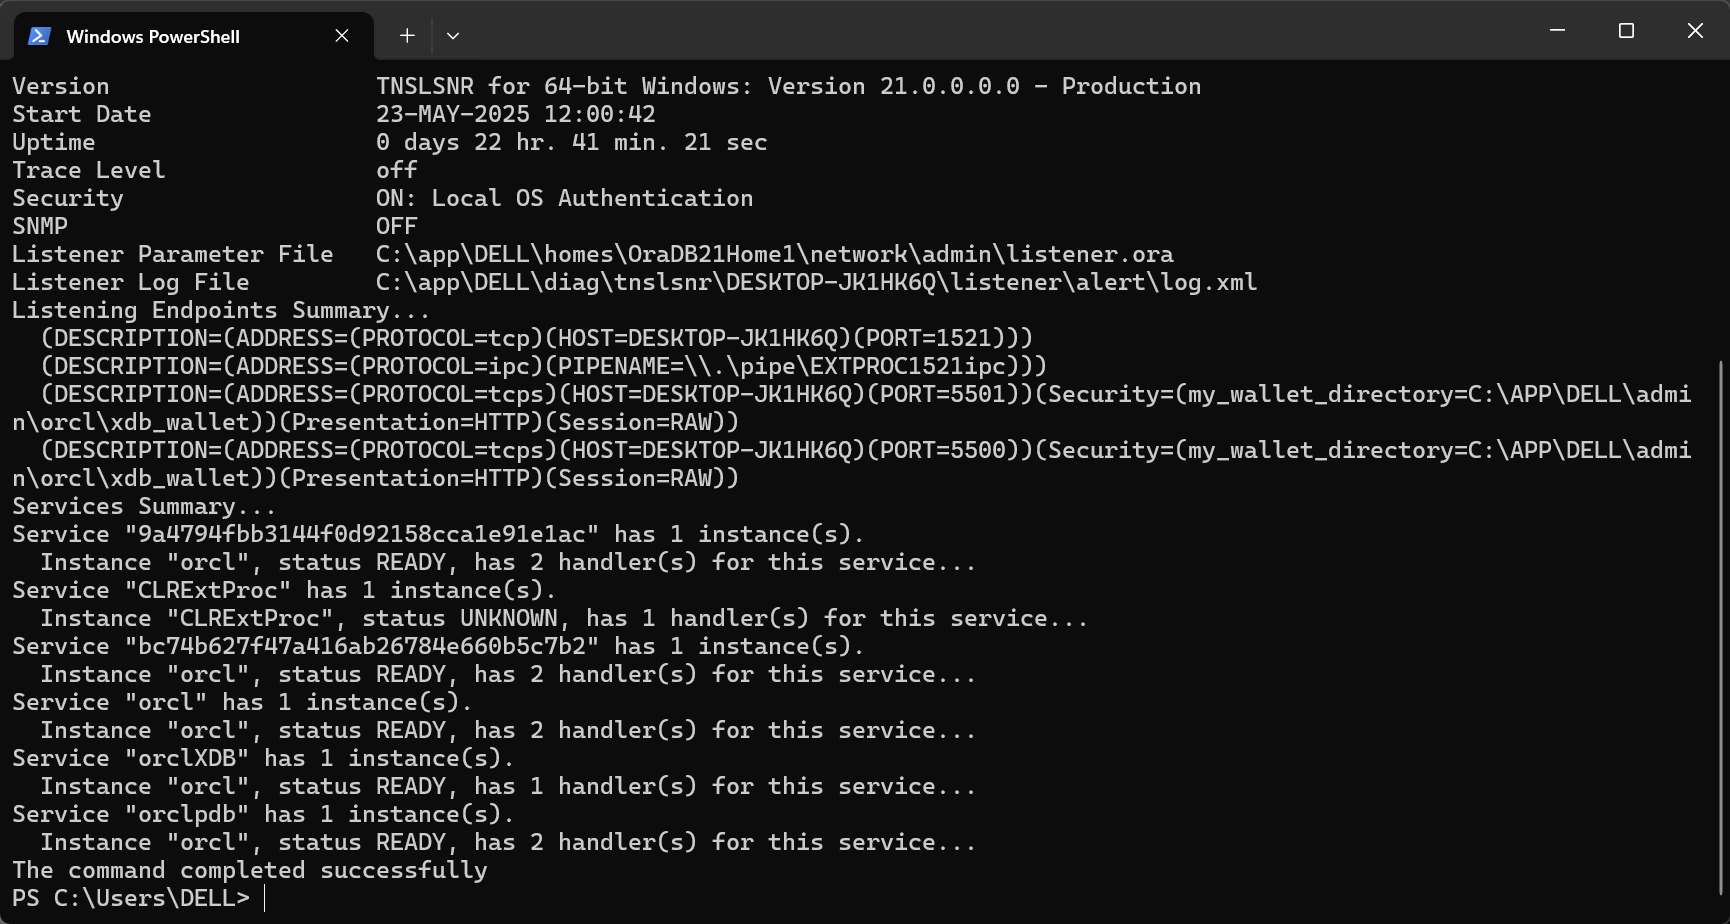 Windows PowerShell
Version                   TNSLSNR for 64-bit Windows: Version 21.0.0.0.0 - Production
Start Date                23-MAY-2025 12:00:42
Uptime                    0 days 22 hr. 41 min. 21 sec
Trace Level               off
Security                  ON: Local OS Authentication
SNMP                      OFF
Listener Parameter File   C:\app\DELL\homes\OraDB21Home1\network\admin\listener.ora
Listener Log File         C:\app\DELL\diag\tnslsnr\DESKTOP-JK1HK6Q\listener\alert\log.xml
Listening Endpoints Summary...
  (DESCRIPTION=(ADDRESS=(PROTOCOL=tcp)(HOST=DESKTOP-JK1HK6Q)(PORT=1521)))
  (DESCRIPTION=(ADDRESS=(PROTOCOL=ipc)(PIPENAME=\\.\pipe\EXTPROC1521ipc)))
  (DESCRIPTION=(ADDRESS=(PROTOCOL=tcps)(HOST=DESKTOP-JK1HK6Q)(PORT=5501))(Security=(my_wallet_directory=C:\APP\DELL\admi
n\orcl\xdb_wallet))(Presentation=HTTP)(Session=RAW))
  (DESCRIPTION=(ADDRESS=(PROTOCOL=tcps)(HOST=DESKTOP-JK1HK6Q)(PORT=5500))(Security=(my_wallet_directory=C:\APP\DELL\admi
n\orcl\xdb_wallet))(Presentation=HTTP)(Session=RAW))
Services Summary...
Service "9a4794fbb3144f0d92158cca1e91e1ac" has 1 instance(s).
  Instance "orcl", status READY, has 2 handler(s) for this service...
Service "CLRExtProc" has 1 instance(s).
  Instance "CLRExtProc", status UNKNOWN, has 1 handler(s) for this service...
Service "bc74b627f47a416ab26784e660b5c7b2" has 1 instance(s).
  Instance "orcl", status READY, has 2 handler(s) for this service...
Service "orcl" has 1 instance(s).
  Instance "orcl", status READY, has 2 handler(s) for this service...
Service "orclXDB" has 1 instance(s).
  Instance "orcl", status READY, has 1 handler(s) for this service...
Service "orclpdb" has 1 instance(s).
  Instance "orcl", status READY, has 2 handler(s) for this service...
The command completed successfully
PS C:\Users\DELL>